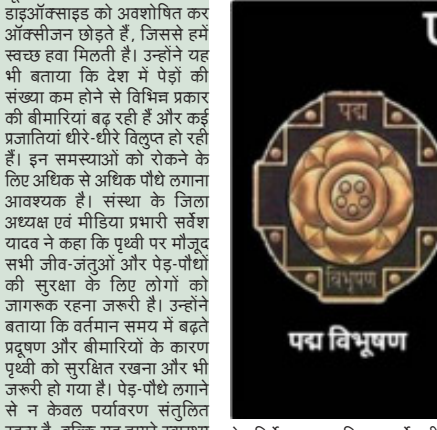 डाइऑक्साइड को अवशोषित कर
ऑक्सीजन छोड़ते हैं, जिससे हमें
स्वच्छ हवा मिलती है। उन्होंने यह
भी बताया कि देश में पेड़ों की
संख्या कम होने से विभिन्न प्रकार
की बीमारियां बढ़ रही हैं और कई
प्रजातियां धीरे-धीरे विलुप्त हो रही
हैं। इन समस्याओं को रोकने के
लिए अधिक से अधिक पौधे लगाना
आवश्यक है। संस्था के जिला
अध्यक्ष एवं मीडिया प्रभारी सर्वेश
यादव ने कहा कि पृथ्वी पर मौजूद
सभी जीव-जंतुओं और पेड़-पौधों
की सुरक्षा के लिए लोगों को
जागरूक रहना जरूरी है। उन्होंने
बताया कि वर्तमान समय में बढ़ते
प्रदूषण और बीमारियों के कारण
पृथ्वी को सुरक्षित रखना और भी
जरूरी हो गया है। पेड़-पौधे लगाने
से न केवल पर्यावरण संतुलित
पद्म
विभूषण
पद्म विभूषण